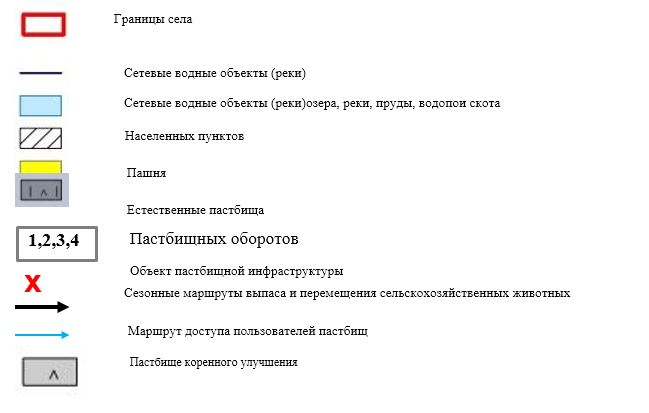 Границы села
Сетевые водные объекты (реки)
Сетевые водные объекты (реки)озера, реки, пруды, водопои скота
Населенных пунктов
Пашня
Естественные пастбища
1,2,3,4 Пастбищных оборотов
Объект пастбищной инфраструктуры
X
Сезонные маршруты выпаса и перемещения сельскохозяйственных животных
Маршрут доступа пользователей пастбищ
Пастбище коренного улучшения